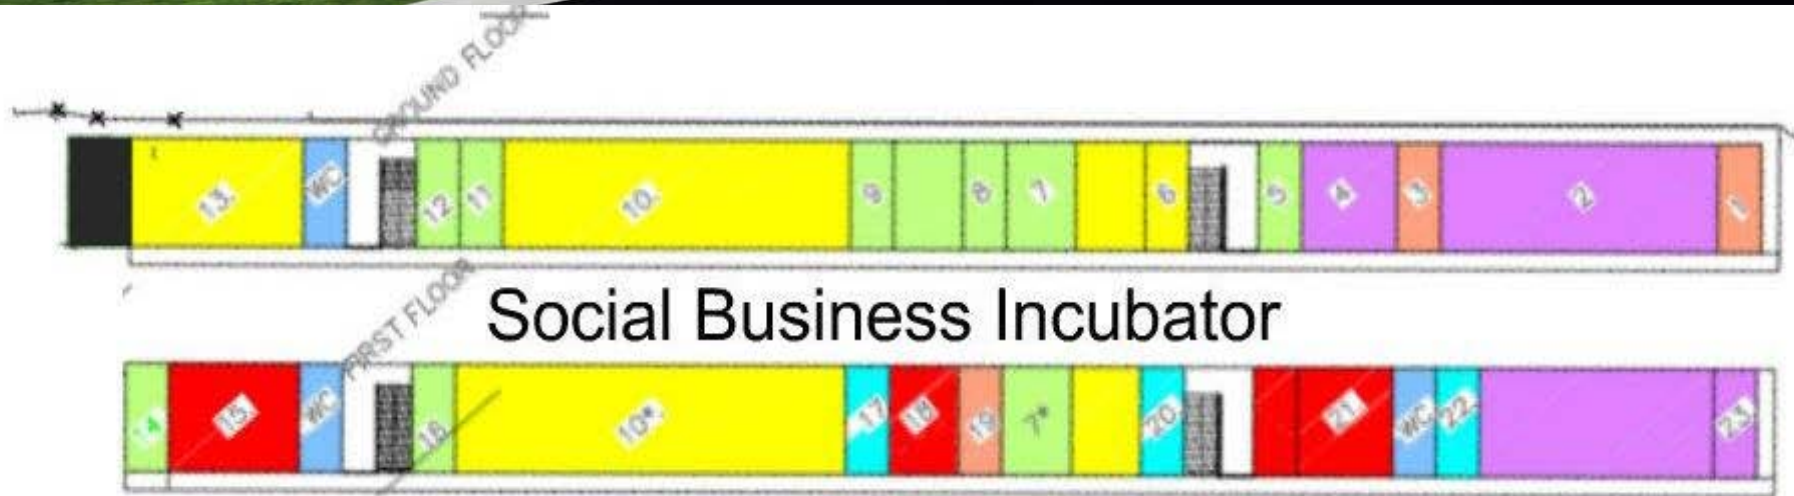 GROUND FLOOR
13. WC 12 11 10. 9 8 7 6 5 4 3 2 1
Social Business Incubator
FIRST FLOOR
14 15. WC 16 10*. 17 18 19 7* 20. 21. WC 22. 23